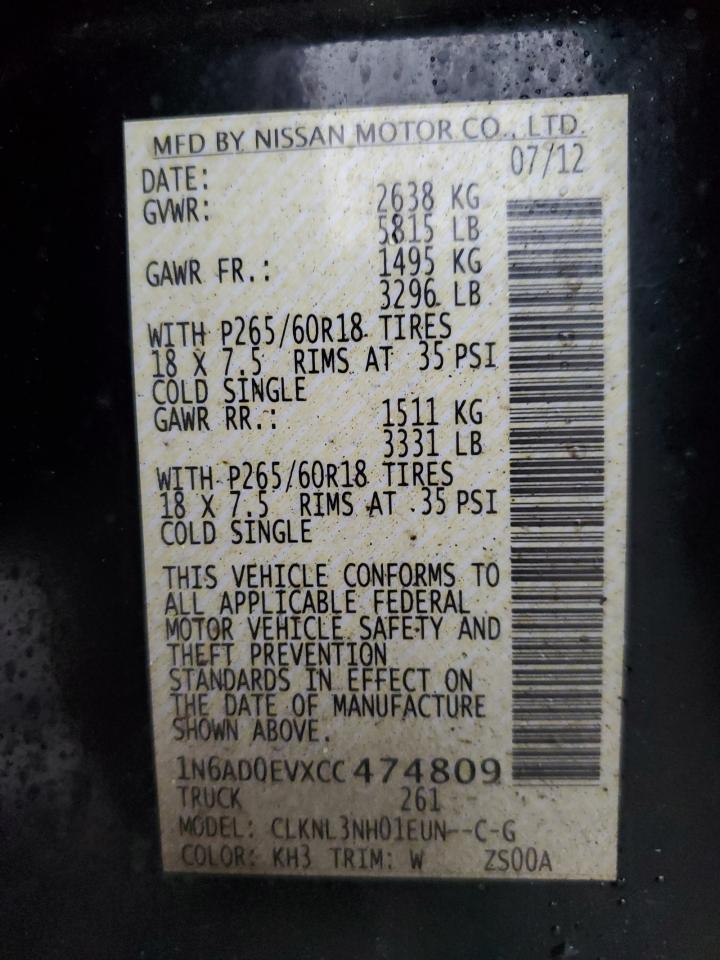 MFD BY NISSAN MOTOR CO., LTD.
DATE: 07/12
GVWR: 2638 KG
5815 LB
GAWR FR.: 1495 KG
3296 LB
WITH P265/60R18 TIRES
18 X 7.5 RIMS AT 35 PSI
COLD SINGLE
GAWR RR.: 1511 KG
3331 LB
WITH P265/60R18 TIRES
18 X 7.5 RIMS AT 35 PSI
COLD SINGLE
THIS VEHICLE CONFORMS TO
ALL APPLICABLE FEDERAL
MOTOR VEHICLE SAFETY AND
THEFT PREVENTION
STANDARDS IN EFFECT ON
THE DATE OF MANUFACTURE
SHOWN ABOVE.
1N6AD0EVXCC474809
TRUCK 261
MODEL: CLKNL3NH01EUN--C-G
COLOR: KH3 TRIM: W ZS00A